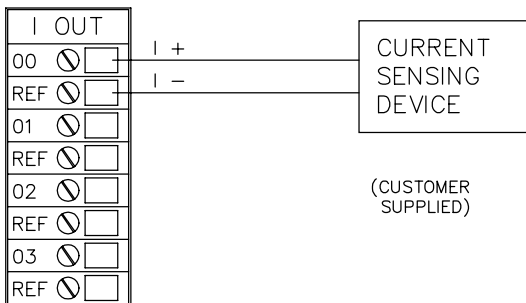 I OUT
00
REF
01
REF
02
REF
03
REF
I +
I -
CURRENT
SENSING
DEVICE
(CUSTOMER
SUPPLIED)